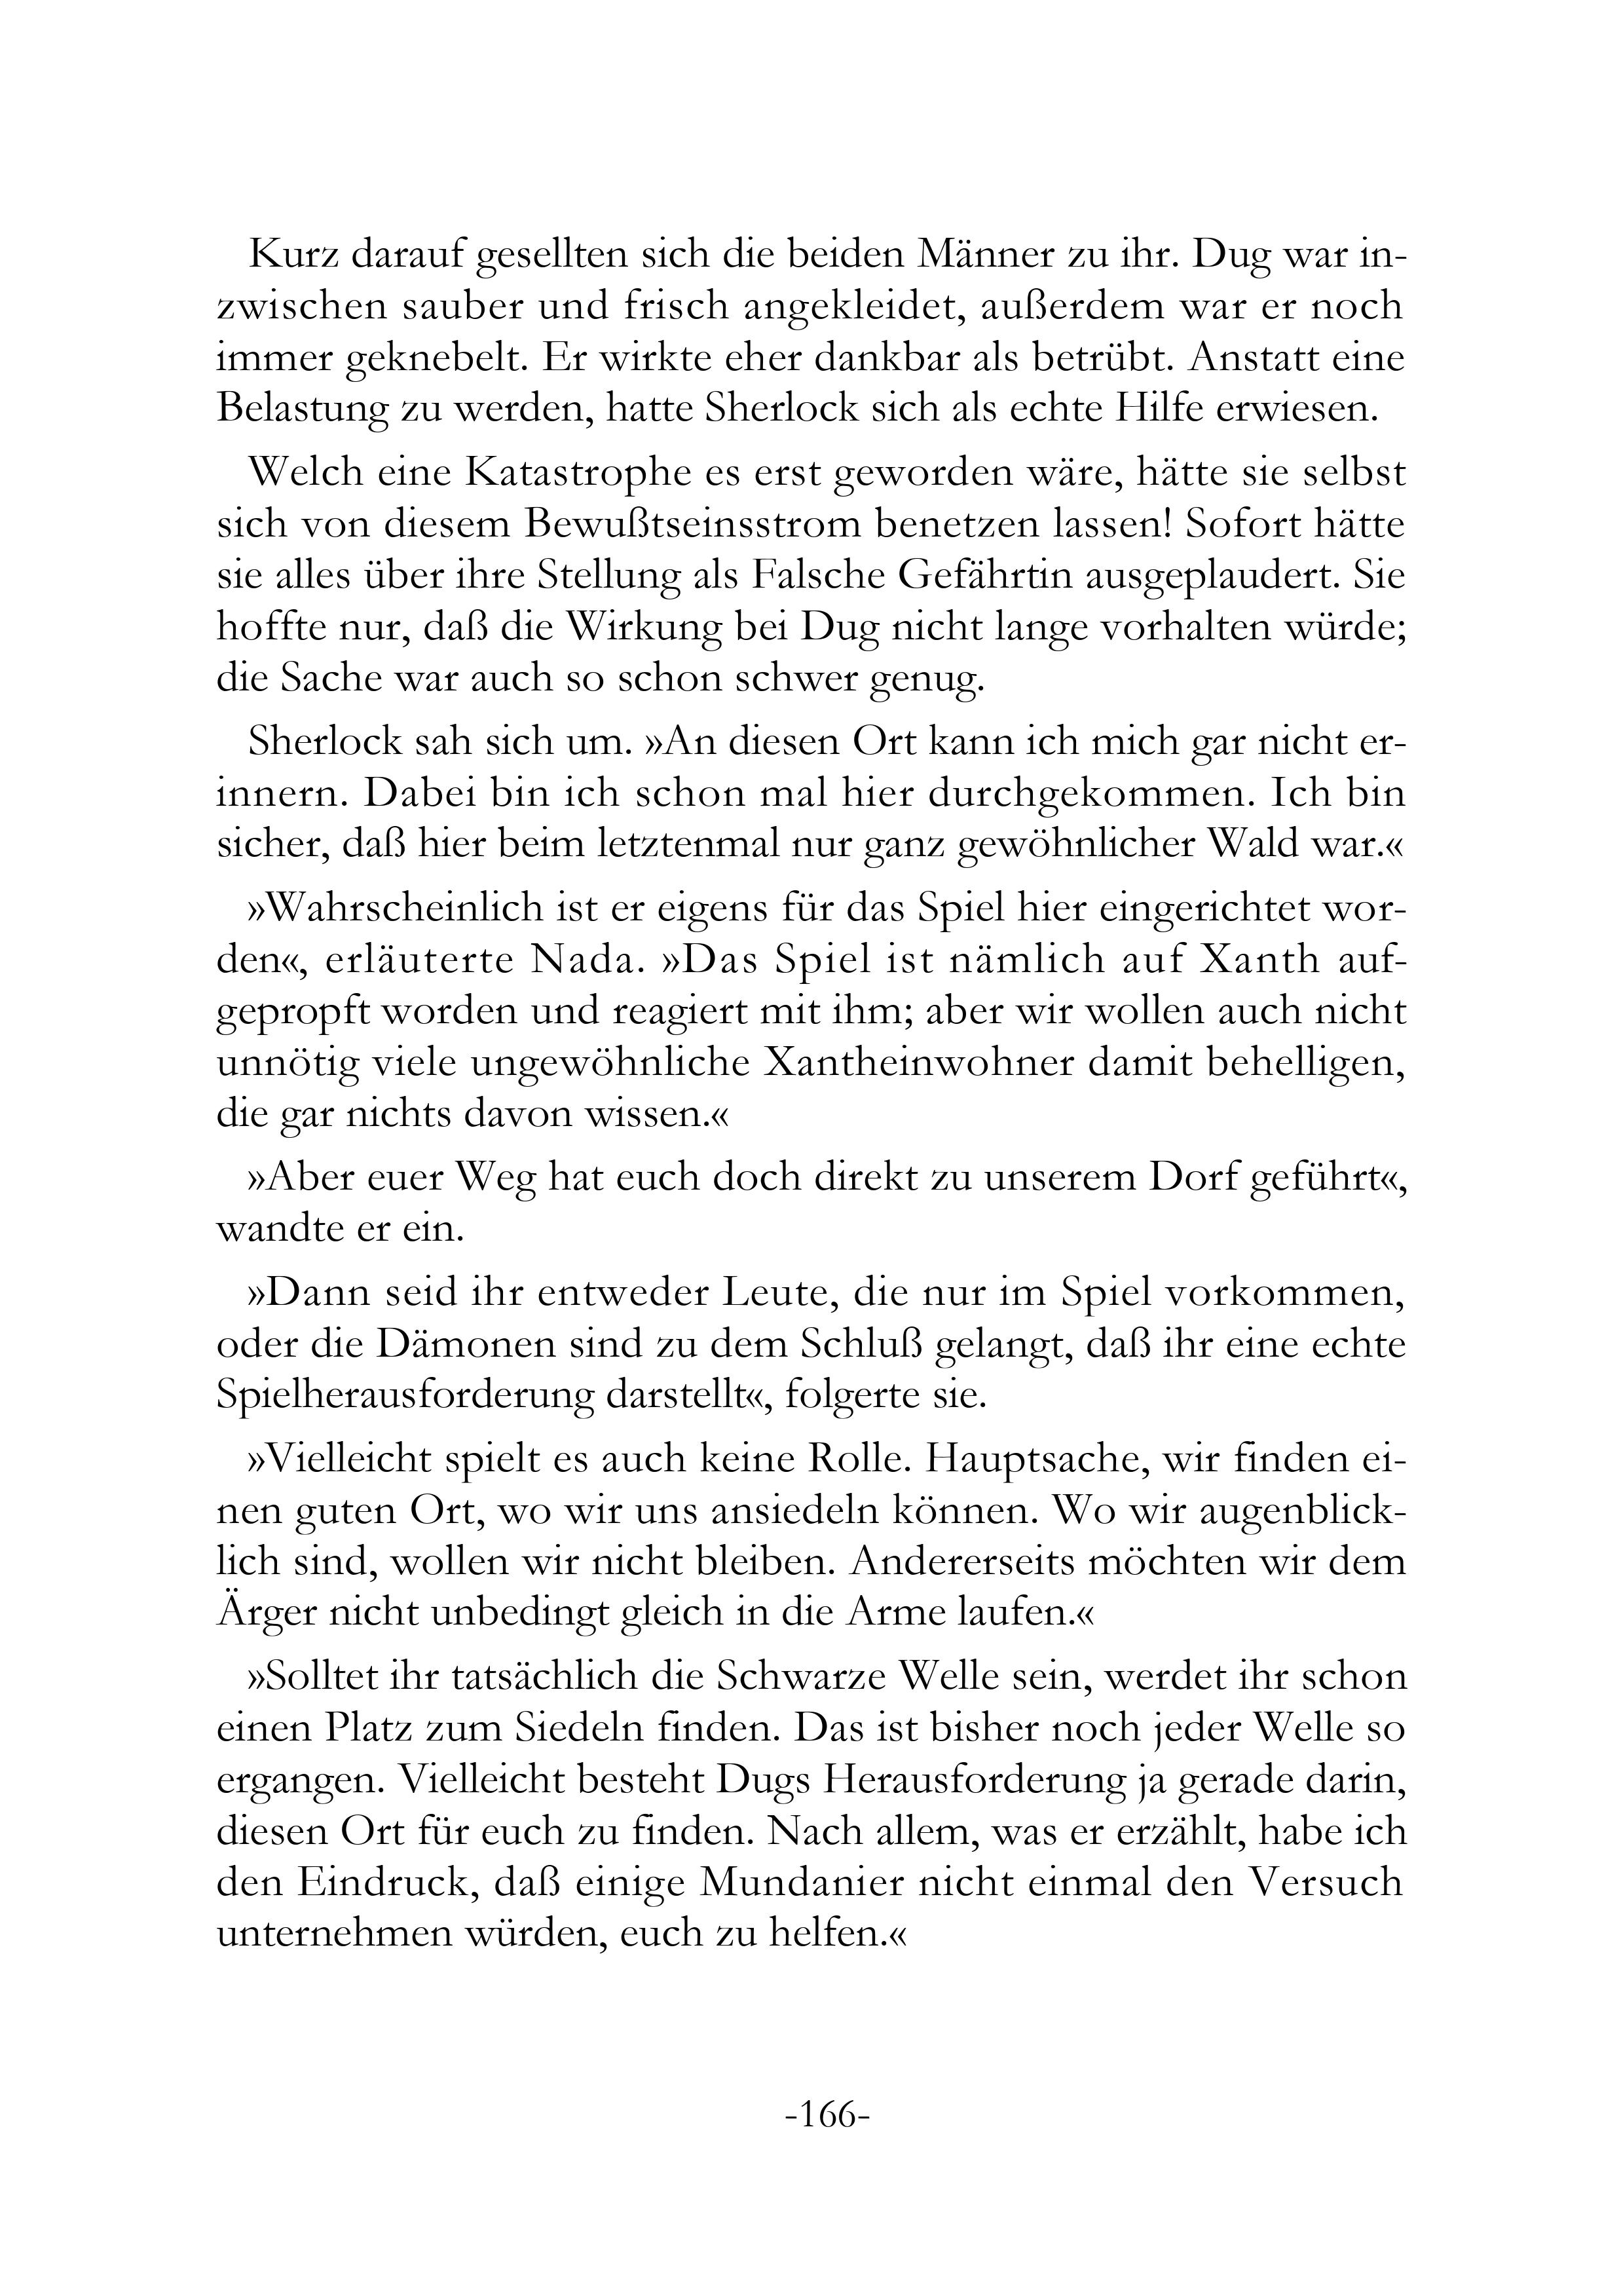 Kurz darauf gesellten sich die beiden Männer zu ihr. Dug war in-
zwischen sauber und frisch angekleidet, außerdem war er noch
immer geknebelt. Er wirkte eher dankbar als betrübt. Anstatt eine
Belastung zu werden, hatte Sherlock sich als echte Hilfe erwiesen.
Welch eine Katastrophe es erst geworden wäre, hätte sie selbst
sich von diesem Bewußtseinsstrom benetzen lassen! Sofort hätte
sie alles über ihre Stellung als Falsche Gefährtin ausgeplaudert. Sie
hoffte nur, daß die Wirkung bei Dug nicht lange vorhalten würde;
die Sache war auch so schon schwer genug.
Sherlock sah sich um. »An diesen Ort kann ich mich gar nicht er-
innern. Dabei bin ich schon mal hier durchgekommen. Ich bin
sicher, daß hier beim letztenmal nur ganz gewöhnlicher Wald war.«
»Wahrscheinlich ist er eigens für das Spiel hier eingerichtet wor-
den«, erläuterte Nada. »Das Spiel ist nämlich auf Xanth auf-
gepropft worden und reagiert mit ihm; aber wir wollen auch nicht
unnötig viele ungewöhnliche Xantheinwohner damit behelligen,
die gar nichts davon wissen.«
»Aber euer Weg hat euch doch direkt zu unserem Dorf geführt«,
wandte er ein.
»Dann seid ihr entweder Leute, die nur im Spiel vorkommen,
oder die Dämonen sind zu dem Schluß gelangt, daß ihr eine echte
Spielherausforderung darstellt«, folgerte sie.
»Vielleicht spielt es auch keine Rolle. Hauptsache, wir finden ei-
nen guten Ort, wo wir uns ansiedeln können. Wo wir augenblick-
lich sind, wollen wir nicht bleiben. Andererseits möchten wir dem
Ärger nicht unbedingt gleich in die Arme laufen.«
»Solltet ihr tatsächlich die Schwarze Welle sein, werdet ihr schon
einen Platz zum Siedeln finden. Das ist bisher noch jeder Welle so
ergangen. Vielleicht besteht Dugs Herausforderung ja gerade darin,
diesen Ort für euch zu finden. Nach allem, was er erzählt, habe ich
den Eindruck, daß einige Mundanier nicht einmal den Versuch
unternehmen würden, euch zu helfen.«
-166-